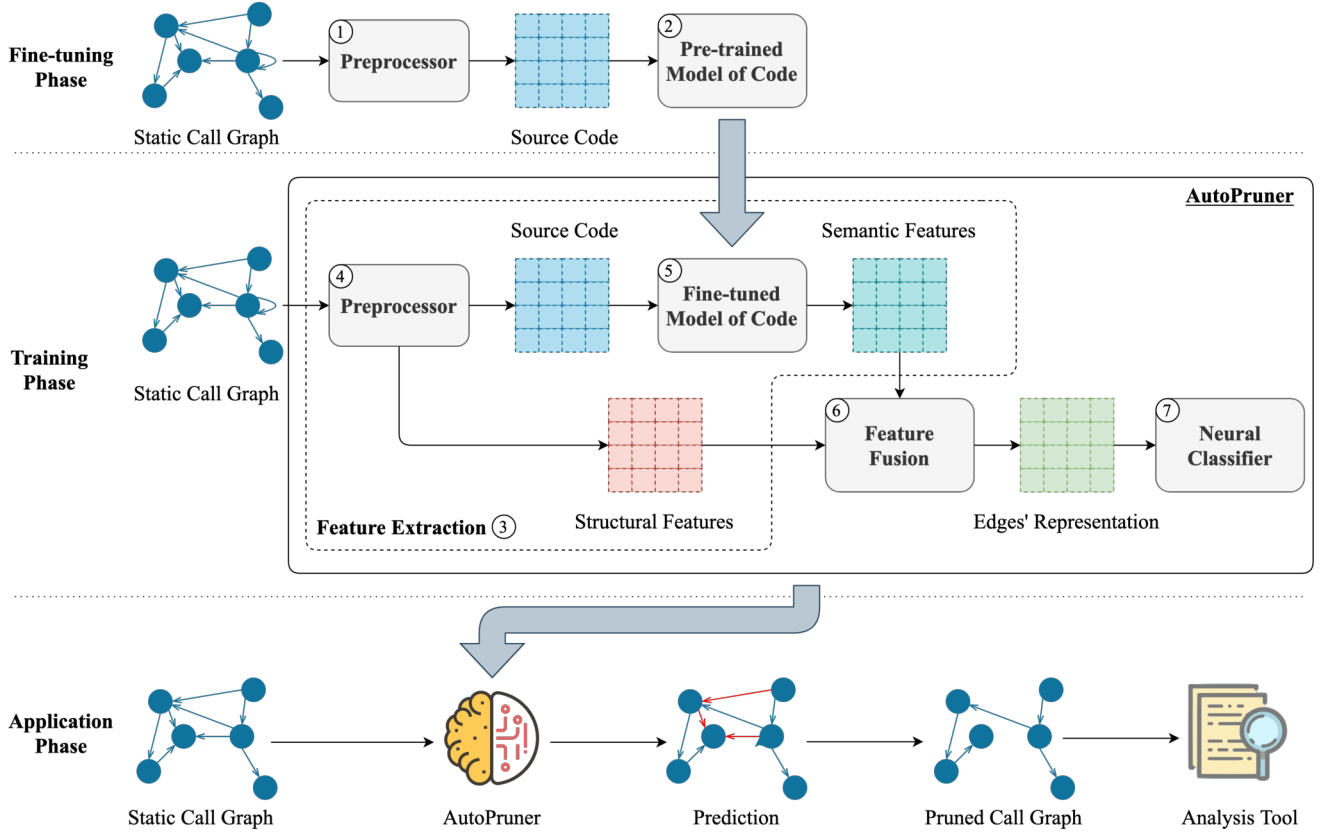 Fine-tuning
Phase
Static Call Graph
1
Preprocessor
Source Code
2
Pre-trained
Model of Code
AutoPruner
Training
Phase
Static Call Graph
4
Preprocessor
Source Code
5
Fine-tuned
Model of Code
Semantic Features
Feature Extraction 3
Structural Features
6
Feature
Fusion
Edges' Representation
7
Neural
Classifier
Application
Phase
Static Call Graph
AutoPruner
Prediction
Pruned Call Graph
Analysis Tool